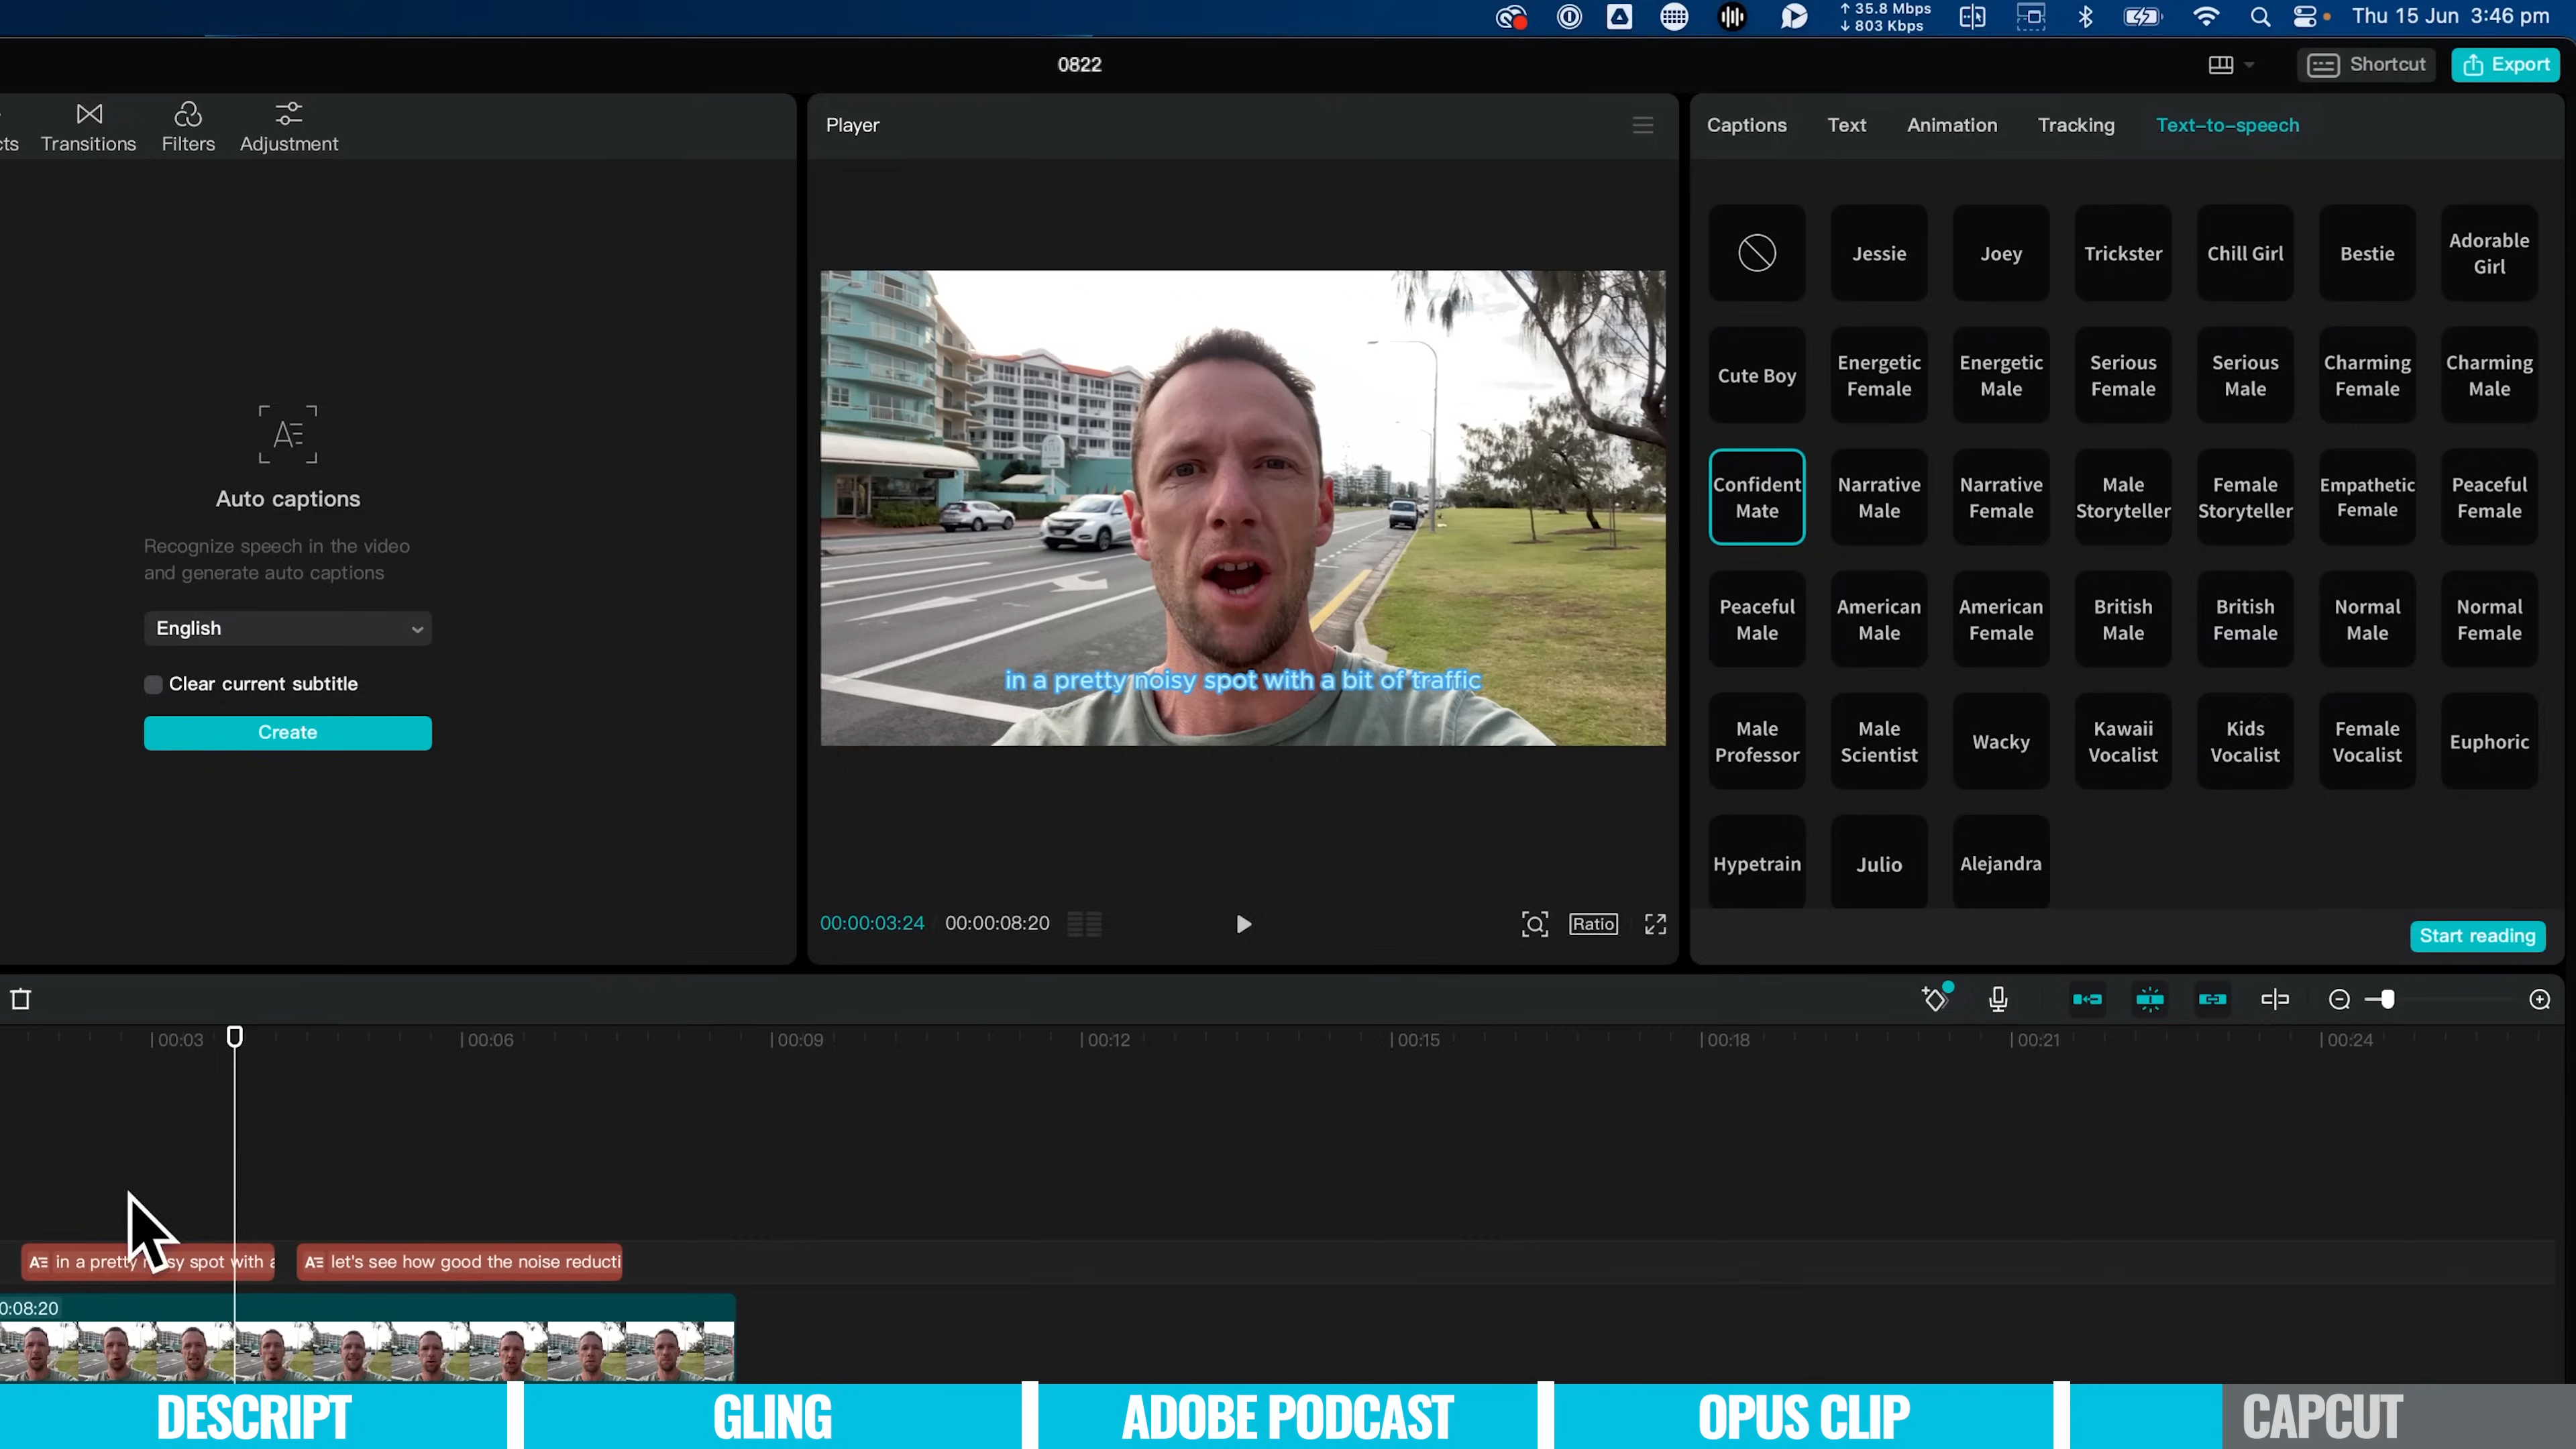 ↑ 35.8 Mbps
↓ 803 Kbps
Thu 15 Jun 3:46 pm
0822
Shortcut
Export
cts
Transitions
Filters
Adjustment
Player
Captions
Text
Animation
Tracking
Text-to-speech
Jessie
Joey
Trickster
Chill Girl
Bestie
Adorable
Girl
Cute Boy
Energetic
Female
Energetic
Male
Serious
Female
Serious
Male
Charming
Female
Charming
Male
Confident
Mate
Narrative
Male
Narrative
Female
Male
Storyteller
Female
Storyteller
Empathetic
Female
Peaceful
Female
Peaceful
Male
American
Male
American
Female
British
Male
British
Female
Normal
Male
Normal
Female
Male
Professor
Male
Scientist
Wacky
Kawaii
Vocalist
Kids
Vocalist
Female
Vocalist
Euphoric
Hypetrain
Julio
Alejandra
Start reading
Auto captions
Recognize speech in the video
and generate auto captions
English
Clear current subtitle
Create
in a pretty noisy spot with a bit of traffic
00:00:03:24
00:00:08:20
Ratio
00:03
00:06
00:09
00:12
00:15
00:18
00:21
00:24
in a pretty noisy spot with a
let's see how good the noise reducti
0:08:20
DESCRIPT
GLING
ADOBE PODCAST
OPUS CLIP
CAPCUT